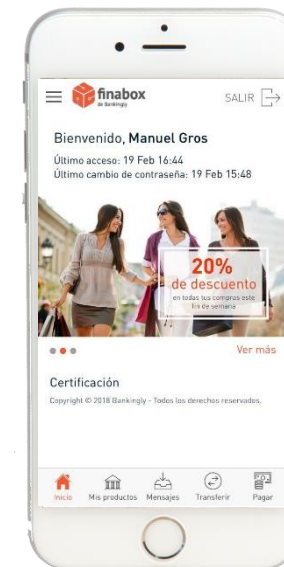 finabox
de Bankingly
SALIR
Bienvenido, Manuel Gros
Último acceso: 19 Feb 16:44
Último cambio de contraseña: 19 Feb 15:48
20%
de descuento
en todas tus compras este
fin de semana
Ver más
Certificación
Copyright © 2018 Bankingly - Todos los derechos reservados.
Inicio Mis productos Mensajes Transferir Pagar